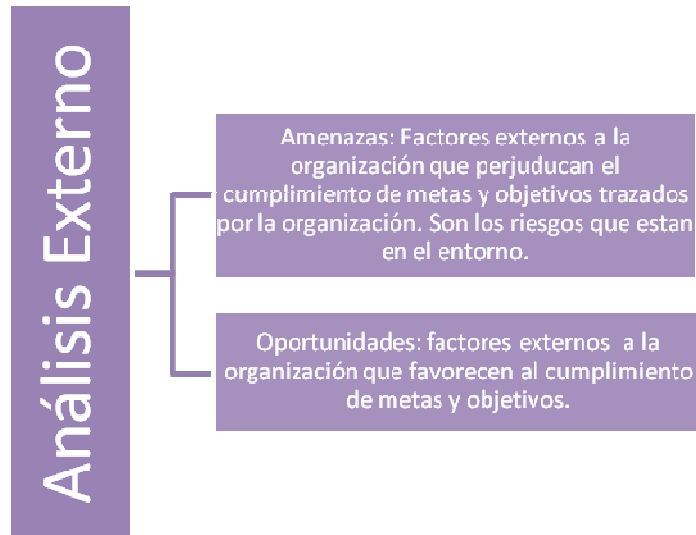 Análisis Externo
Amenazas: Factores externos a la
organización que perjuducan el
cumplimiento de metas y objetivos trazados
por la organización. Son los riesgos que estan
en el entorno.
Oportunidades: factores externos a la
organización que favorecen al cumplimiento
de metas y objetivos.